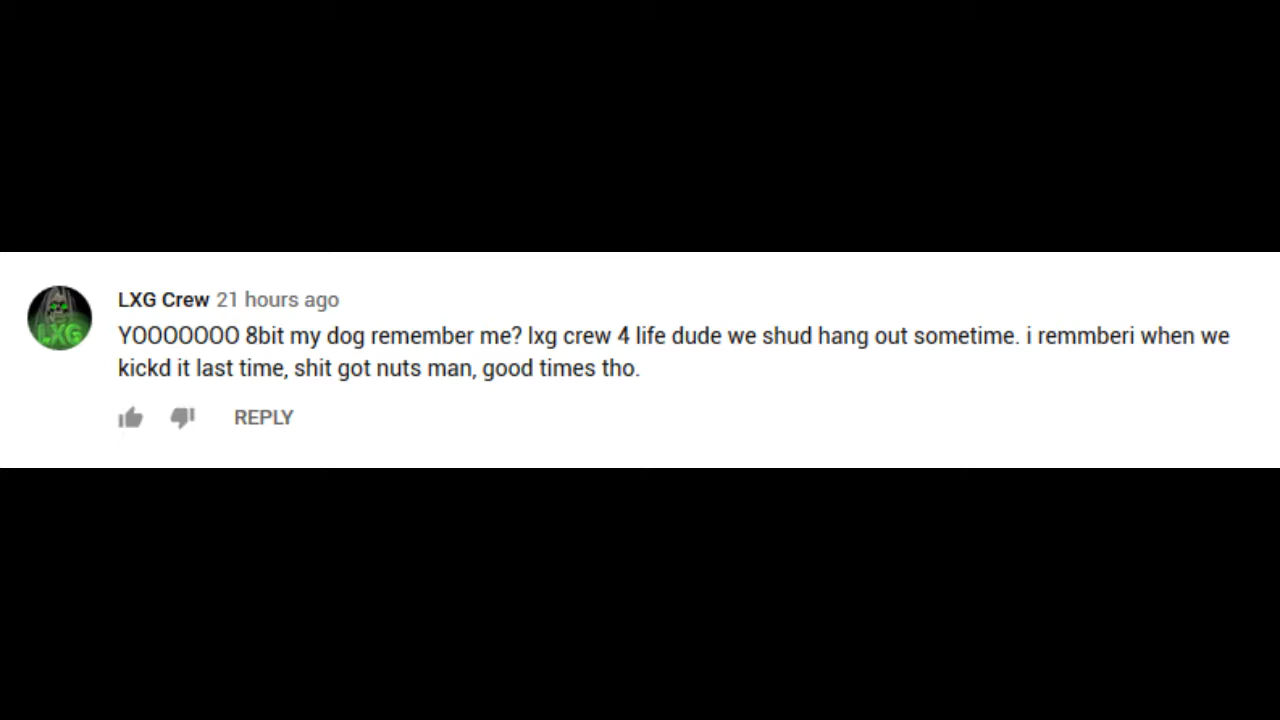 LXG
LXG Crew 21 hours ago
YOOOOOOO 8bit my dog remember me? lxg crew 4 life dude we shud hang out sometime. i remmberi when we
kickd it last time, shit got nuts man, good times tho.
REPLY